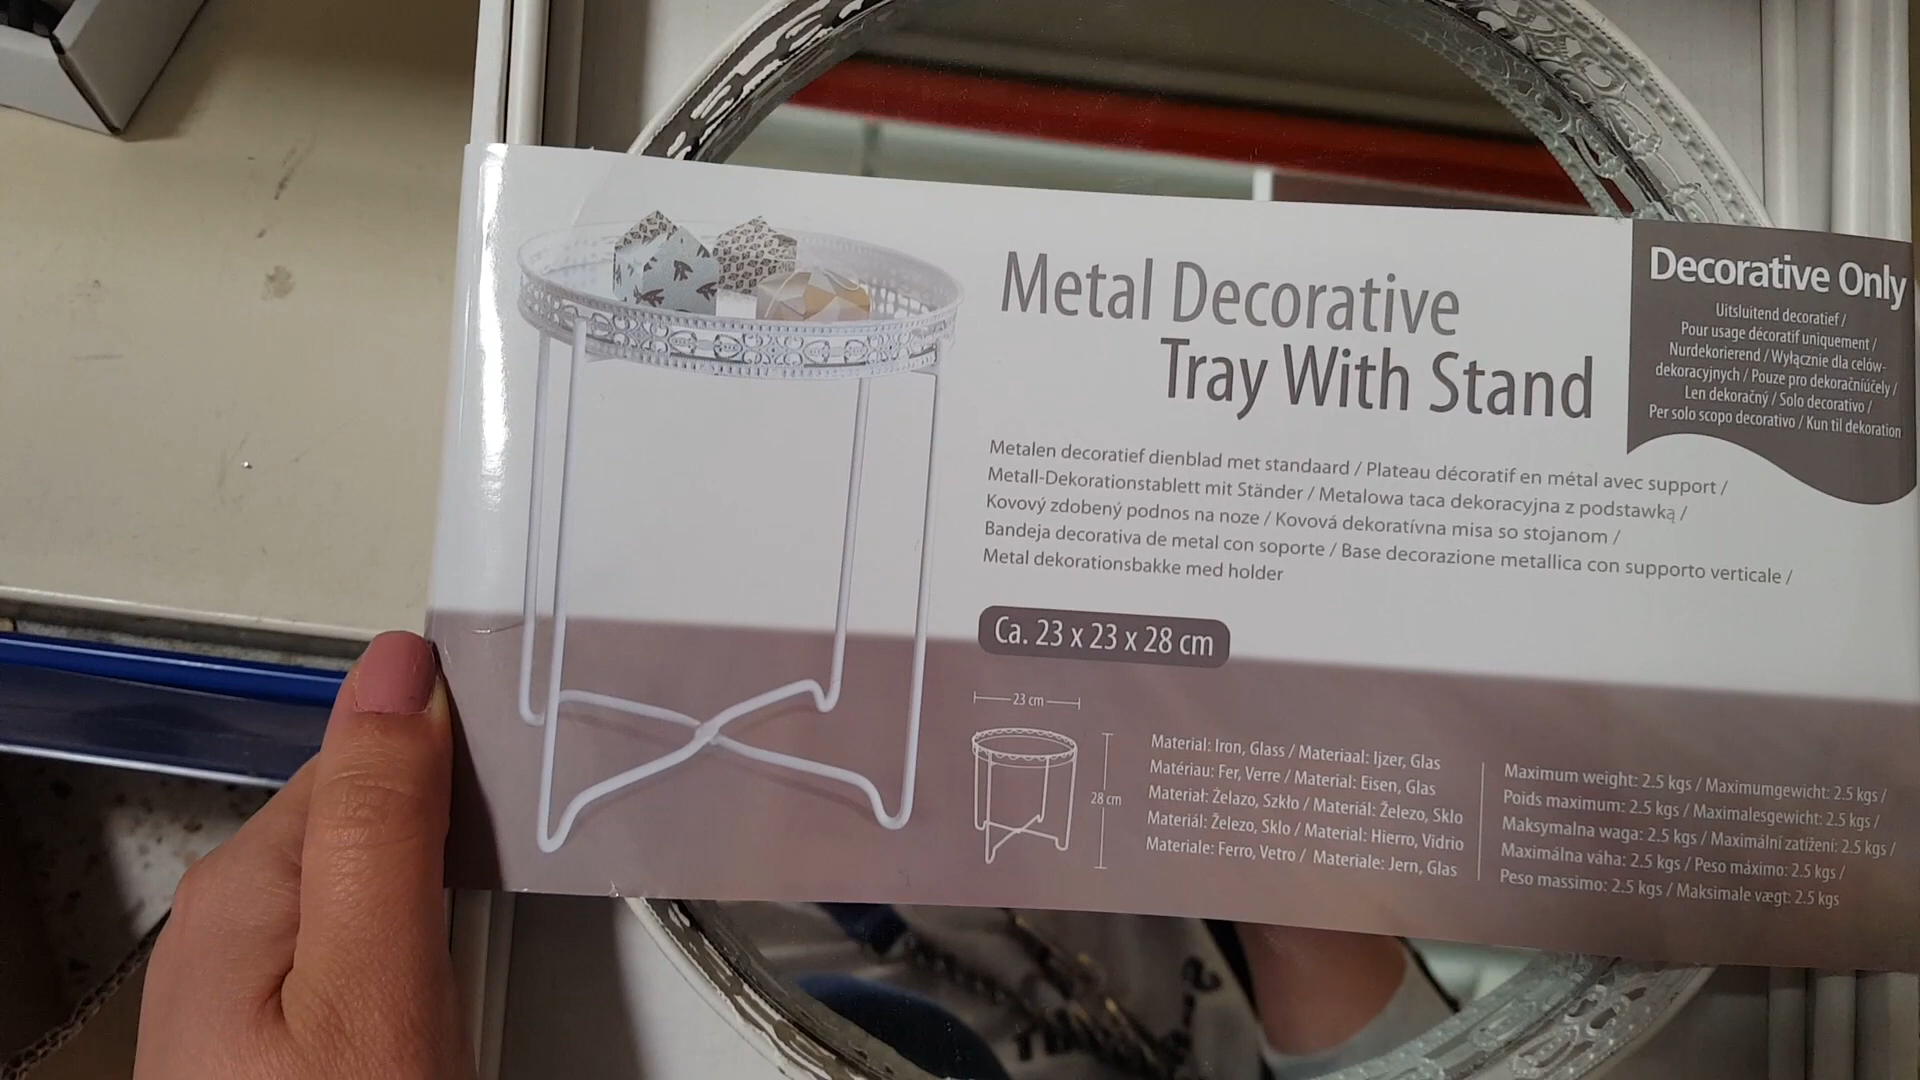 Metal Decorative
Tray With Stand
Decorative Only
Uitsluitend decoratief /
Pour usage décoratif uniquement /
Nurdekorierend / Wyłącznie dla celów-
dekoracyjnych / Pouze pro dekoračníúčely /
Len dekoračný / Solo decorativo /
Per solo scopo decorativo / Kun til dekoration
Metalen decoratief dienblad met standaard / Plateau décoratif en métal avec support /
Metall-Dekorationstablett mit Ständer / Metalowa taca dekoracyjna z podstawką /
Kovový zdobený podnos na noze / Kovová dekoratívna misa so stojanom /
Bandeja decorativa de metal con soporte / Base decorazione metallica con supporto verticale /
Metal dekorationsbakke med holder
Ca. 23 x 23 x 28 cm
23 cm
28 cm
Material: Iron, Glass / Materiaal: Ijzer, Glas
Matériau: Fer, Verre / Material: Eisen, Glas
Materiał: Żelazo, Szkło / Materiál: Železo, Sklo
Materiál: Železo, Sklo / Material: Hierro, Vidrio
Materiale: Ferro, Vetro / Materiale: Jern, Glas
Maximum weight: 2.5 kgs / Maximumgewicht: 2.5 kgs /
Poids maximum: 2.5 kgs / Maximalesgewicht: 2.5 kgs /
Maksymalna waga: 2.5 kgs / Maximální zatížení: 2.5 kgs /
Maximálna váha: 2.5 kgs / Peso máximo: 2.5 kgs /
Peso massimo: 2.5 kgs / Maksimale vægt: 2.5 kgs